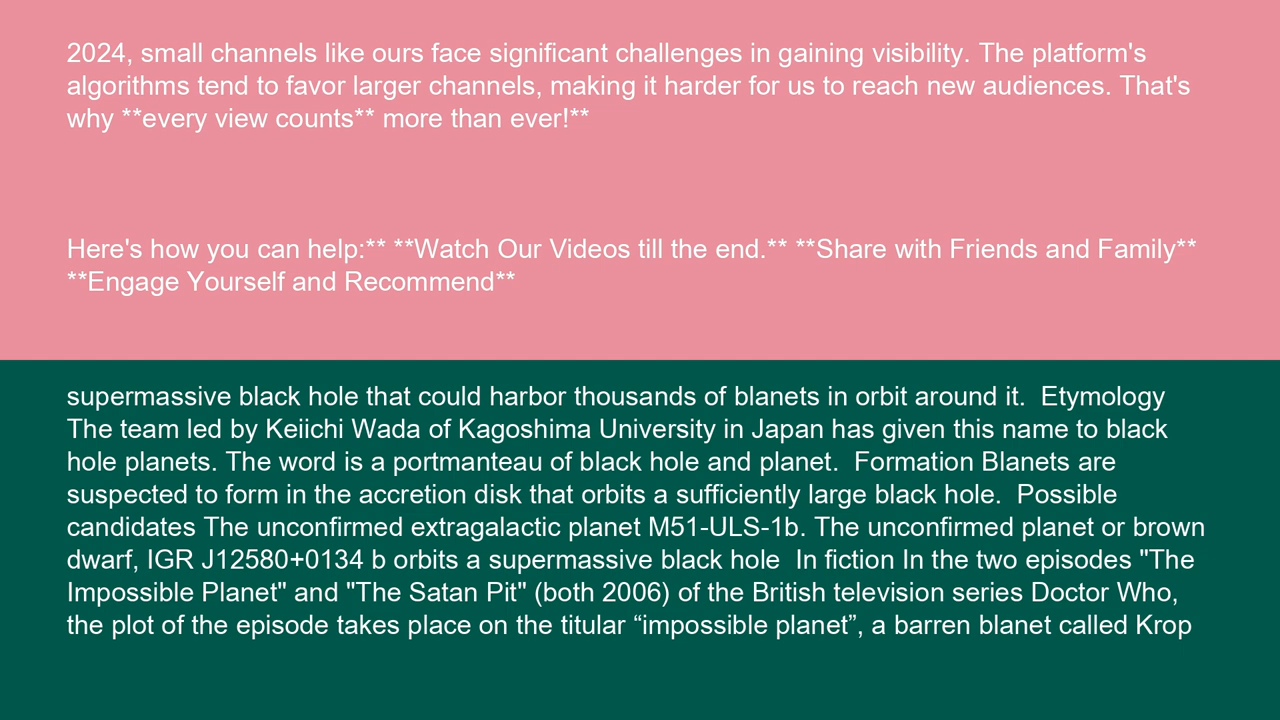 2024, small channels like ours face significant challenges in gaining visibility. The platform's
algorithms tend to favor larger channels, making it harder for us to reach new audiences. That's
why **every view counts** more than ever!**
Here's how you can help:** **Watch Our Videos till the end.** **Share with Friends and Family**
**Engage Yourself and Recommend**
supermassive black hole that could harbor thousands of blanets in orbit around it.  Etymology
The team led by Keiichi Wada of Kagoshima University in Japan has given this name to black
hole planets. The word is a portmanteau of black hole and planet.  Formation Blanets are
suspected to form in the accretion disk that orbits a sufficiently large black hole.  Possible
candidates The unconfirmed extragalactic planet M51-ULS-1b. The unconfirmed planet or brown
dwarf, IGR J12580+0134 b orbits a supermassive black hole  In fiction In the two episodes "The
Impossible Planet" and "The Satan Pit" (both 2006) of the British television series Doctor Who,
the plot of the episode takes place on the titular “impossible planet”, a barren blanet called Krop